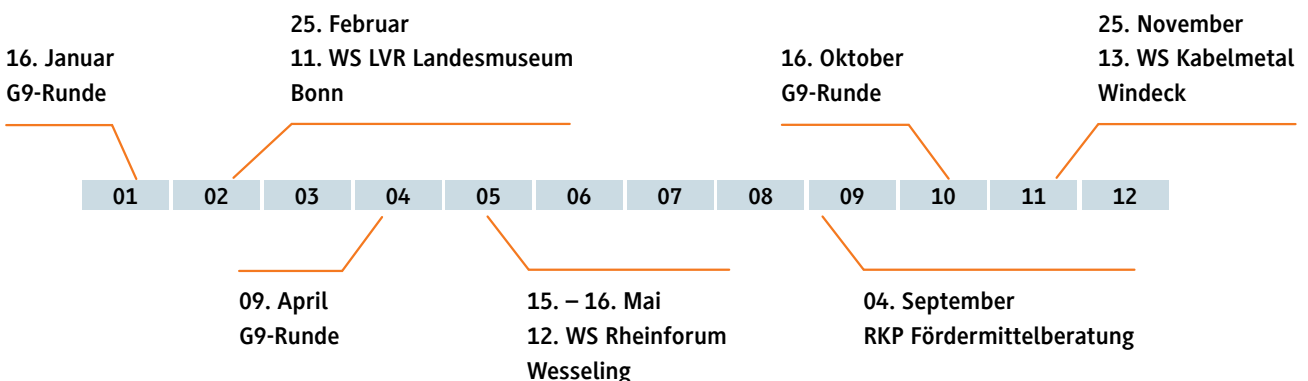 16. Januar
G9-Runde
25. Februar
11. WS LVR Landesmuseum
Bonn
16. Oktober
G9-Runde
25. November
13. WS Kabelmetal
Windeck
01 02 03 04 05 06 07 08 09 10 11 12
09. April
G9-Runde
15. – 16. Mai
12. WS Rheinforum
Wesseling
04. September
RKP Fördermittelberatung